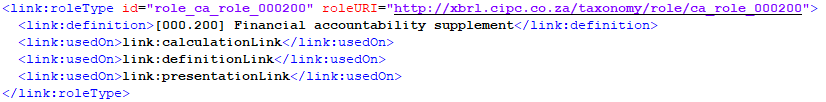 <link:roleType id="role_ca_role_000200" roleURI="http://xbrl.cipc.co.za/taxonomy/role/ca_role_000200">
<link:definition>[000.200] Financial accountability supplement</link:definition>
<link:usedOn>link:calculationLink</link:usedOn>
<link:usedOn>link:definitionLink</link:usedOn>
<link:usedOn>link:presentationLink</link:usedOn>
</link:roleType>